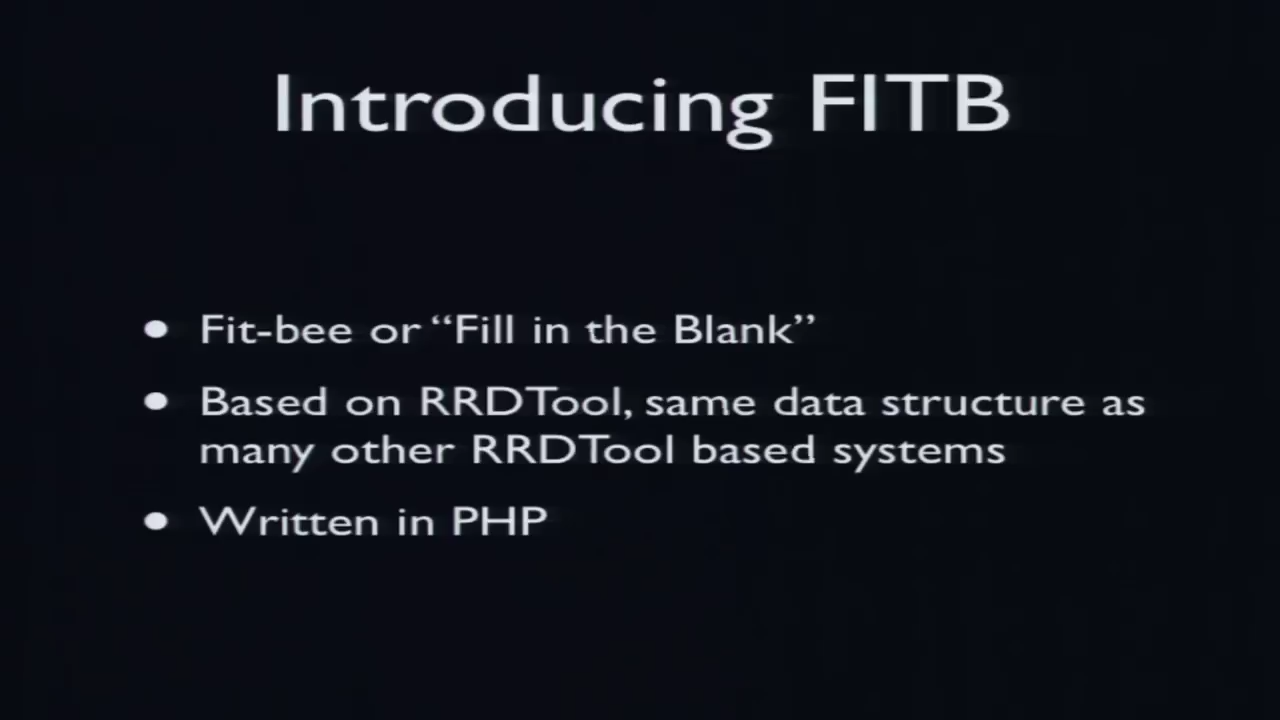 Introducing FITB
• Fit-bee or “Fill in the Blank”
• Based on RRDTool, same data structure as
many other RRDTool based systems
• Written in PHP